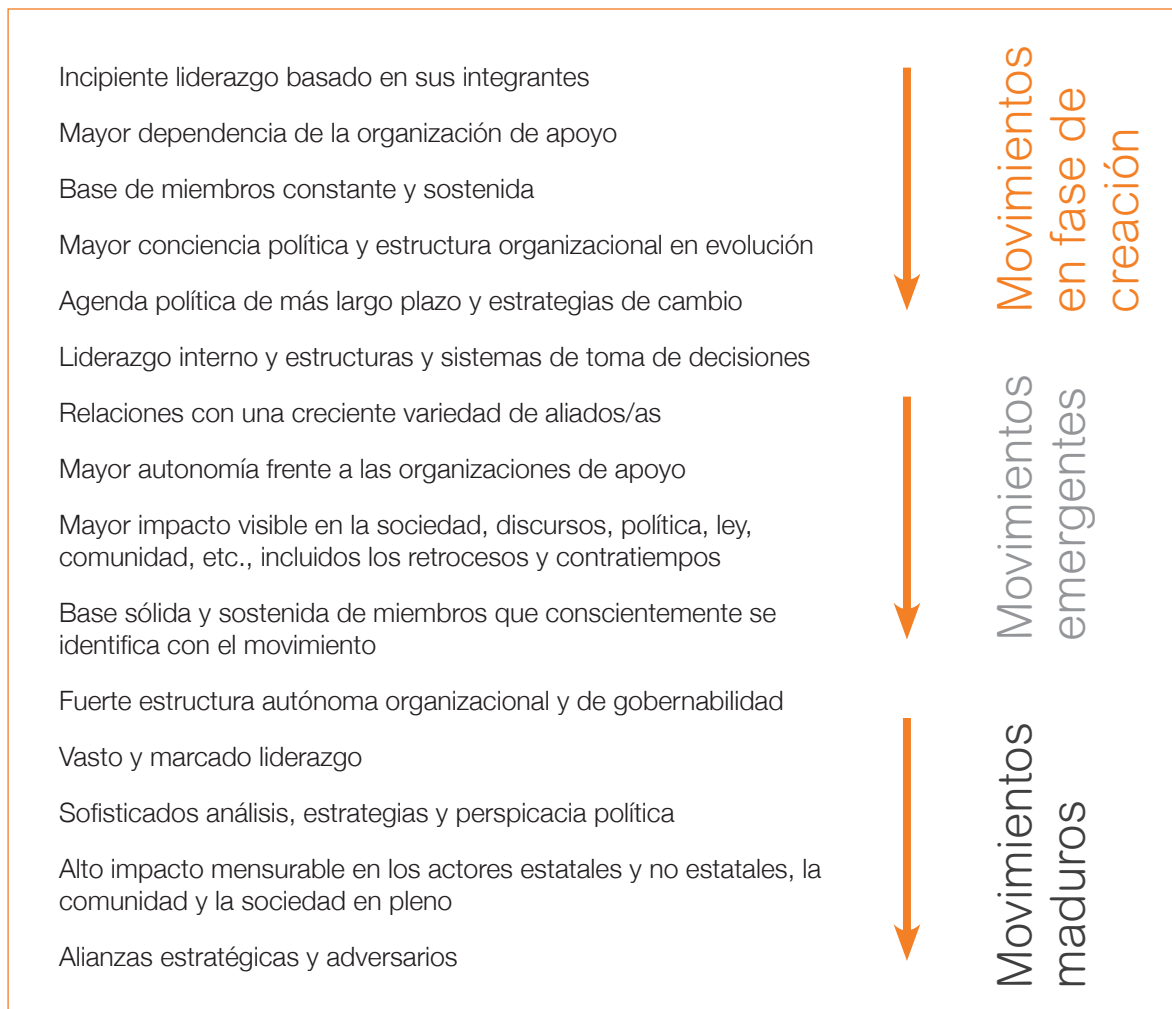 Incipiente liderazgo basado en sus integrantes
Mayor dependencia de la organización de apoyo
Base de miembros constante y sostenida
Mayor conciencia política y estructura organizacional en evolución
Agenda política de más largo plazo y estrategias de cambio
Liderazgo interno y estructuras y sistemas de toma de decisiones
Relaciones con una creciente variedad de aliados/as
Mayor autonomía frente a las organizaciones de apoyo
Mayor impacto visible en la sociedad, discursos, política, ley,
comunidad, etc., incluidos los retrocesos y contratiempos
Base sólida y sostenida de miembros que conscientemente se
identifica con el movimiento
Fuerte estructura autónoma organizacional y de gobernabilidad
Vasto y marcado liderazgo
Sofisticados análisis, estrategias y perspicacia política
Alto impacto mensurable en los actores estatales y no estatales, la
comunidad y la sociedad en pleno
Alianzas estratégicas y adversarios
Movimientos
en fase de
creación
Movimientos
emergentes
Movimientos
maduros